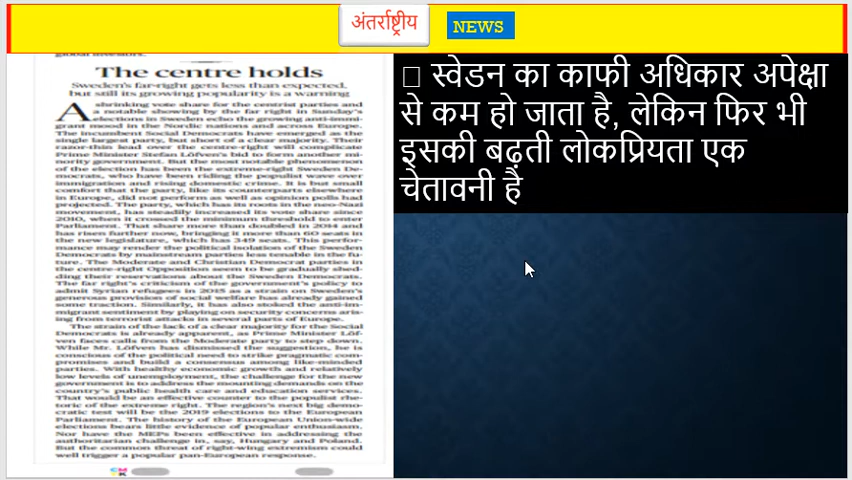 अंतर्राष्ट्रीय
NEWS
global investors.
The centre holds
Sweden's far-right gets less than expected,
but still its growing popularity is a warning
A shrinking vote share for the centrist parties and
a notable showing by the far right in Sunday's
elections in Sweden echo the growing anti-immi-
grant mood in the Nordic nations and across Europe.
The incumbent Social Democrats have emerged as the
single largest party, but short of a clear majority. Their
razor-thin lead over the centre-right will complicate
Prime Minister Stefan Löfven's bid to form another mi-
nority government. But the most notable phenomenon
of the election has been the extreme-right Sweden De-
mocrats, who have been riding the populist wave over
immigration and rising domestic crime. It is but small
comfort that the party, like its counterparts elsewhere
in Europe, did not perform as well as opinion polls had
projected. The party, which has its roots in the neo-Nazi
movement, has steadily increased its vote share since
2010, when it crossed the minimum threshold to enter
Parliament. That share more than doubled in 2014 and
has risen further now, bringing it more than 60 seats in
the new legislature, which has 349 seats. This perfor-
mance may render the political isolation of the Sweden
Democrats by mainstream parties less tenable in the fu-
ture. The Moderate and Christian Democrat parties in
the centre-right Opposition seem to be gradually shed-
ding their reservations about the Sweden Democrats.
The far right's criticism of the government's policy to
admit Syrian refugees in 2015 as a strain on Sweden's
generous provision of social welfare has already gained
some traction. Similarly, it has also stoked the anti-im-
migrant sentiment by playing on security concerns aris-
ing from terrorist attacks in several parts of Europe.
The strain of the lack of a clear majority for the Social
Democrats is already apparent, as Prime Minister Löf-
ven faces calls from the Moderate party to step down.
While Mr. Löfven has dismissed the suggestion, he is
conscious of the political need to strike pragmatic com-
promises and build a consensus among like-minded
parties. With healthy economic growth and relatively
low levels of unemployment, the challenge for the new
government is to address the mounting demands on the
country's public health care and education services.
That would be an effective counter to the populist rhe-
toric of the extreme right. The region's next big demo-
cratic test will be the 2019 elections to the European
Parliament. The history of the European Union-wide
elections bears little evidence of popular enthusiasm.
Nor have the MEPs been effective in addressing the
authoritarian challenge in, say, Hungary and Poland.
But the common threat of right-wing extremism could
well trigger a popular pan-European response.
CM
YK
स्वेडन का काफी अधिकार अपेक्षा
से कम हो जाता है, लेकिन फिर भी
इसकी बढ़ती लोकप्रियता एक
चेतावनी है